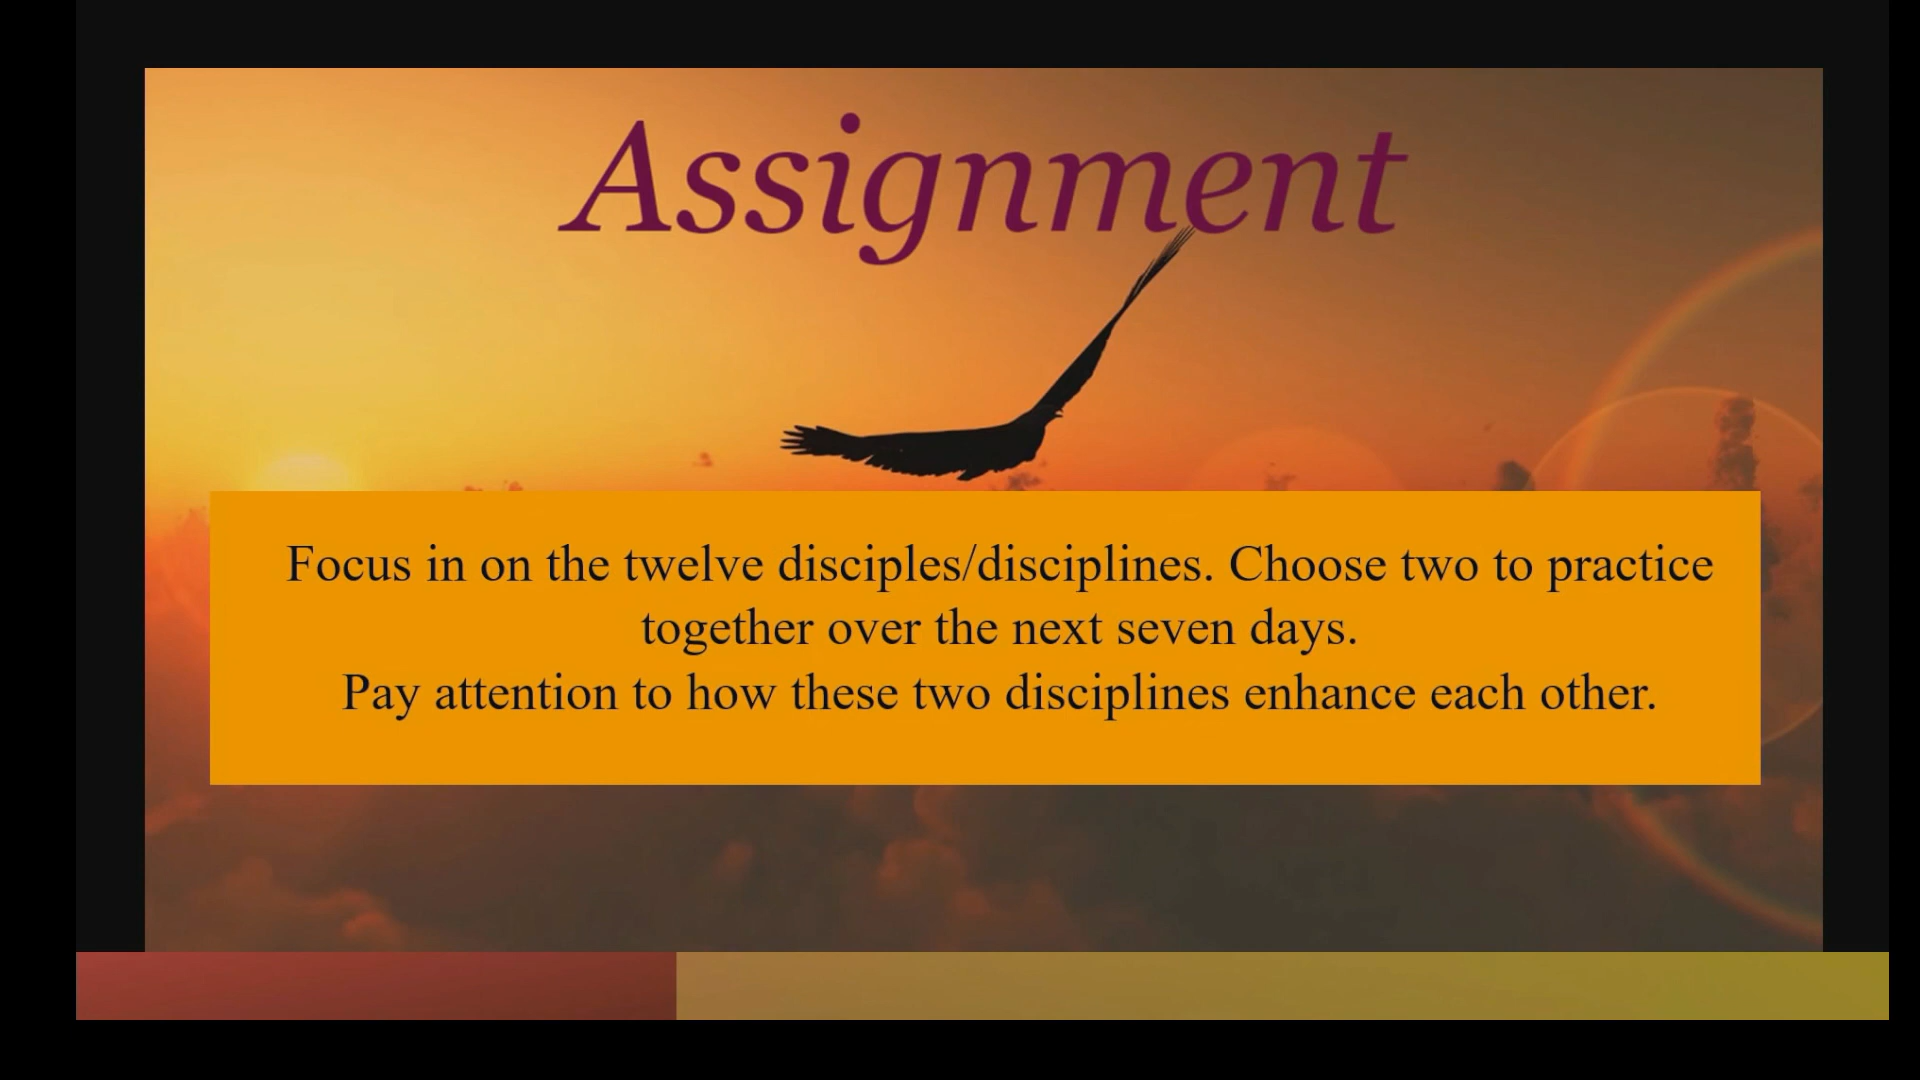 Assignment
Focus in on the twelve disciples/disciplines. Choose two to practice
together over the next seven days.
Pay attention to how these two disciplines enhance each other.